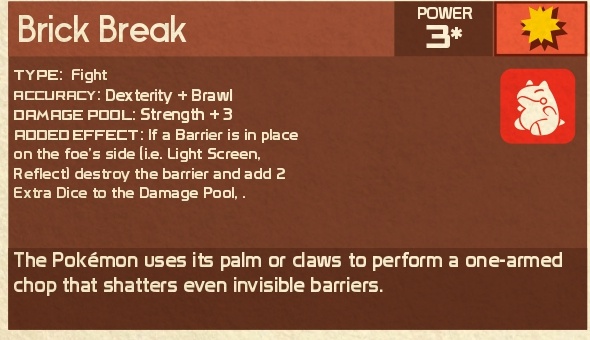 Brick Break
POWER
3*
TYPE: Fight
ACCURACY: Dexterity + Brawl
DAMAGE POOL: Strength + 3
ADDED EFFECT: If a Barrier is in place
on the foe's side (i.e. Light Screen,
Reflect) destroy the barrier and add 2
Extra Dice to the Damage Pool, .
The Pokémon uses its palm or claws to perform a one-armed
chop that shatters even invisible barriers.